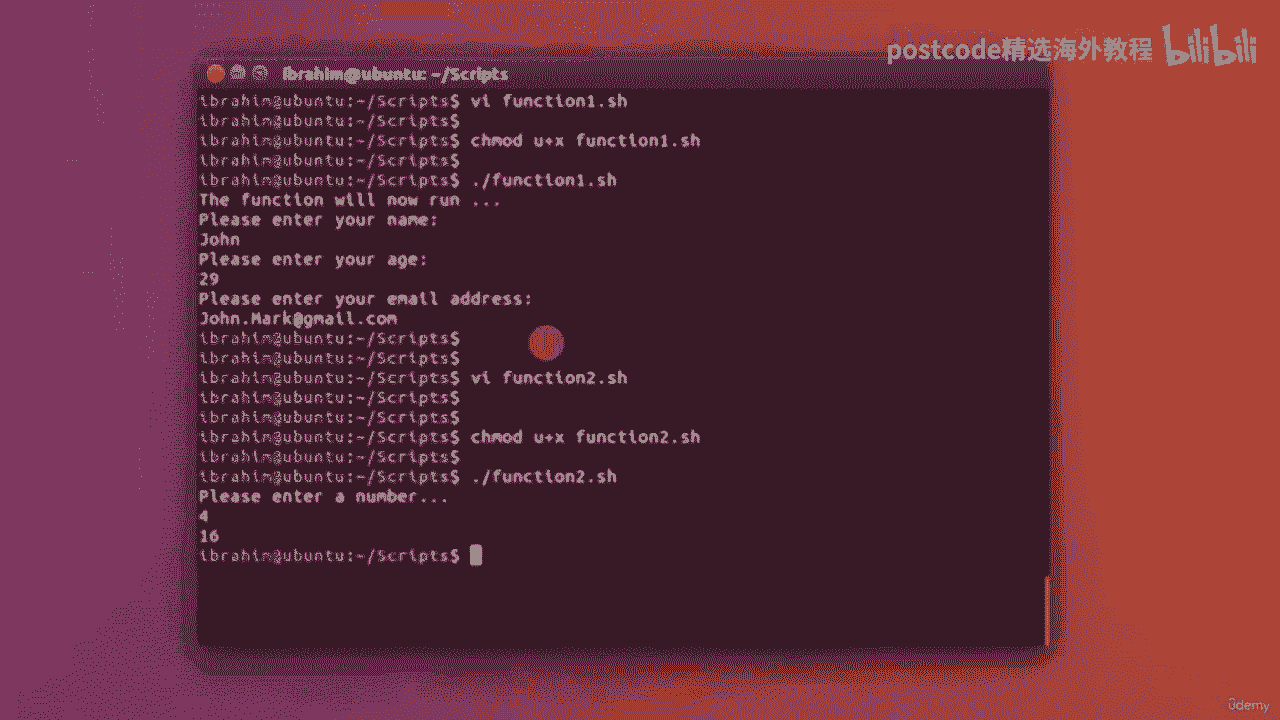 postcode精选海外教程 bilibili
ibrahim@ubuntu: ~/Scripts
ibrahim@ubuntu:~/Scripts$ vi function1.sh
ibrahim@ubuntu:~/Scripts$
ibrahim@ubuntu:~/Scripts$ chmod u+x function1.sh
ibrahim@ubuntu:~/Scripts$
ibrahim@ubuntu:~/Scripts$ ./function1.sh
The function will now run ...
Please enter your name:
John
Please enter your age:
29
Please enter your email address:
John.Mark@gmail.com
ibrahim@ubuntu:~/Scripts$
ibrahim@ubuntu:~/Scripts$
ibrahim@ubuntu:~/Scripts$ vi function2.sh
ibrahim@ubuntu:~/Scripts$
ibrahim@ubuntu:~/Scripts$
ibrahim@ubuntu:~/Scripts$ chmod u+x function2.sh
ibrahim@ubuntu:~/Scripts$
ibrahim@ubuntu:~/Scripts$ ./function2.sh
Please enter a number...
4
16
ibrahim@ubuntu:~/Scripts$
ûdemy